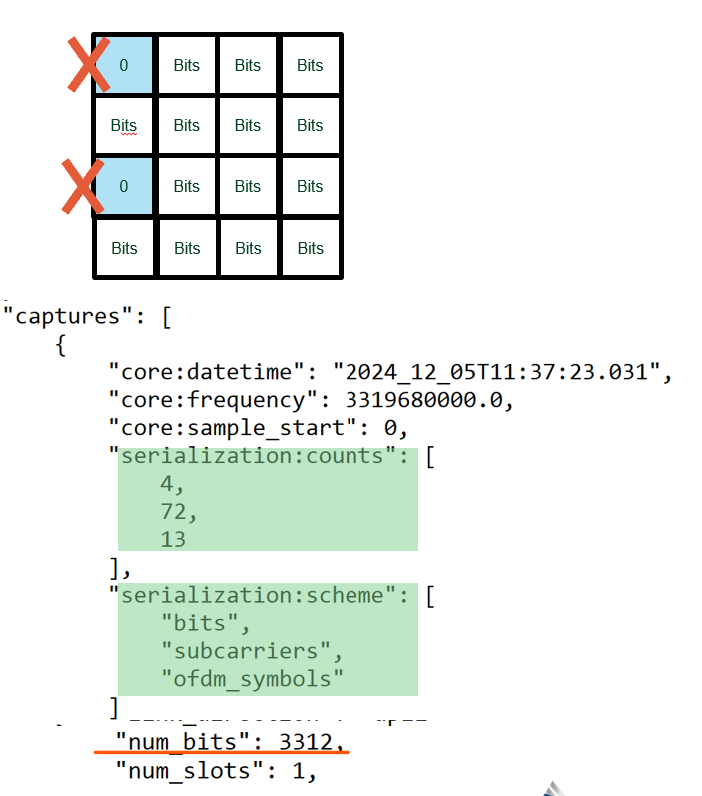 0 Bits Bits Bits
Bits Bits Bits Bits
0 Bits Bits Bits
Bits Bits Bits Bits
"captures": [
{
"core:datetime": "2024_12_05T11:37:23.031",
"core:frequency": 3319680000.0,
"core:sample_start": 0,
"serialization:counts": [
4,
72,
13
],
"serialization:scheme": [
"bits",
"subcarriers",
"ofdm_symbols"
]
"num_bits": 3312,
"num_slots": 1,